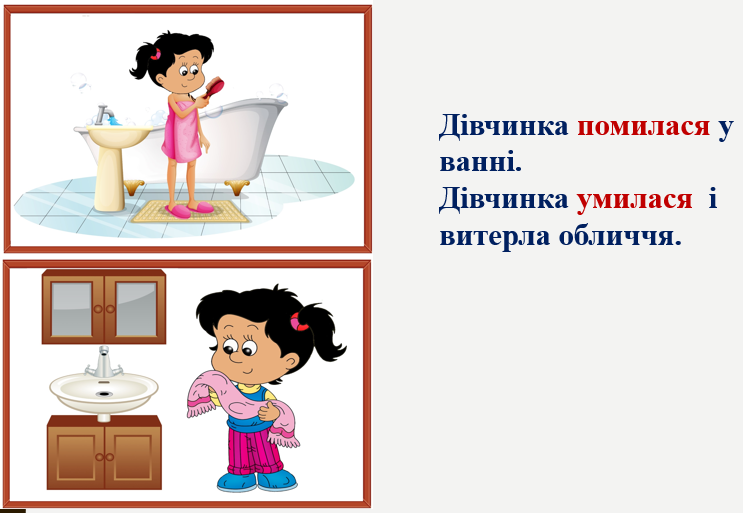 Дівчинка помилася у
ванні.
Дівчинка умилася і
витерла обличчя.